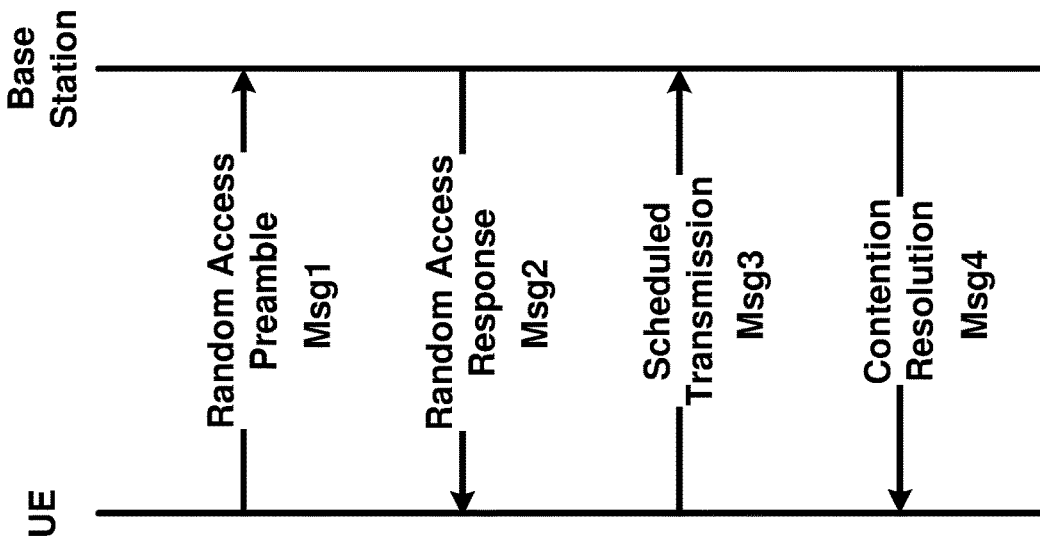 UE
Base
Station
Random Access
Preamble
Msg1
Random Access
Response
Msg2
Scheduled
Transmission
Msg3
Contention
Resolution
Msg4